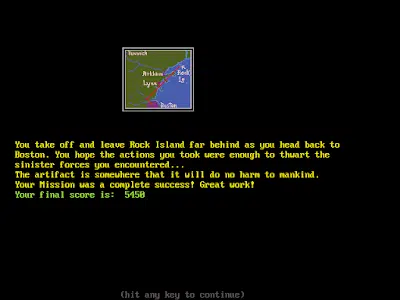 Dunwich
Arkham
Rock
Is
Lynn
Boston
You take off and leave Rock Island far behind as you head back to
Boston. You hope the actions you took were enough to thwart the
sinister forces you encountered...
The artifact is somewhere that it will do no harm to mankind.
Your Mission was a complete success! Great work!
Your final score is:  5450
(hit any key to continue)